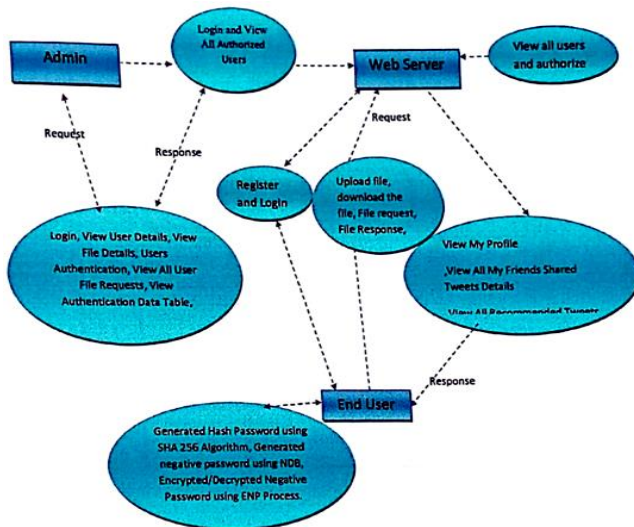 Login and View
All Authorized
Users
Admin
Web Server
View all users
and authorize
Request
Response
Request
Register
and Login
Upload file,
download the
file, File request,
File Response,
Login, View User Details, View
File Details, Users
Authentication, View All User
File Requests, View
Authentication Data Table,
View My Profile
,View All My Friends Shared
Tweets Details
,View All Recommended Tweets
Response
End User
Generated Hash Password using
SHA 256 Algorithm, Generated
negative password using NDB,
Encrypted/Decrypted Negative
Password using ENP Process.